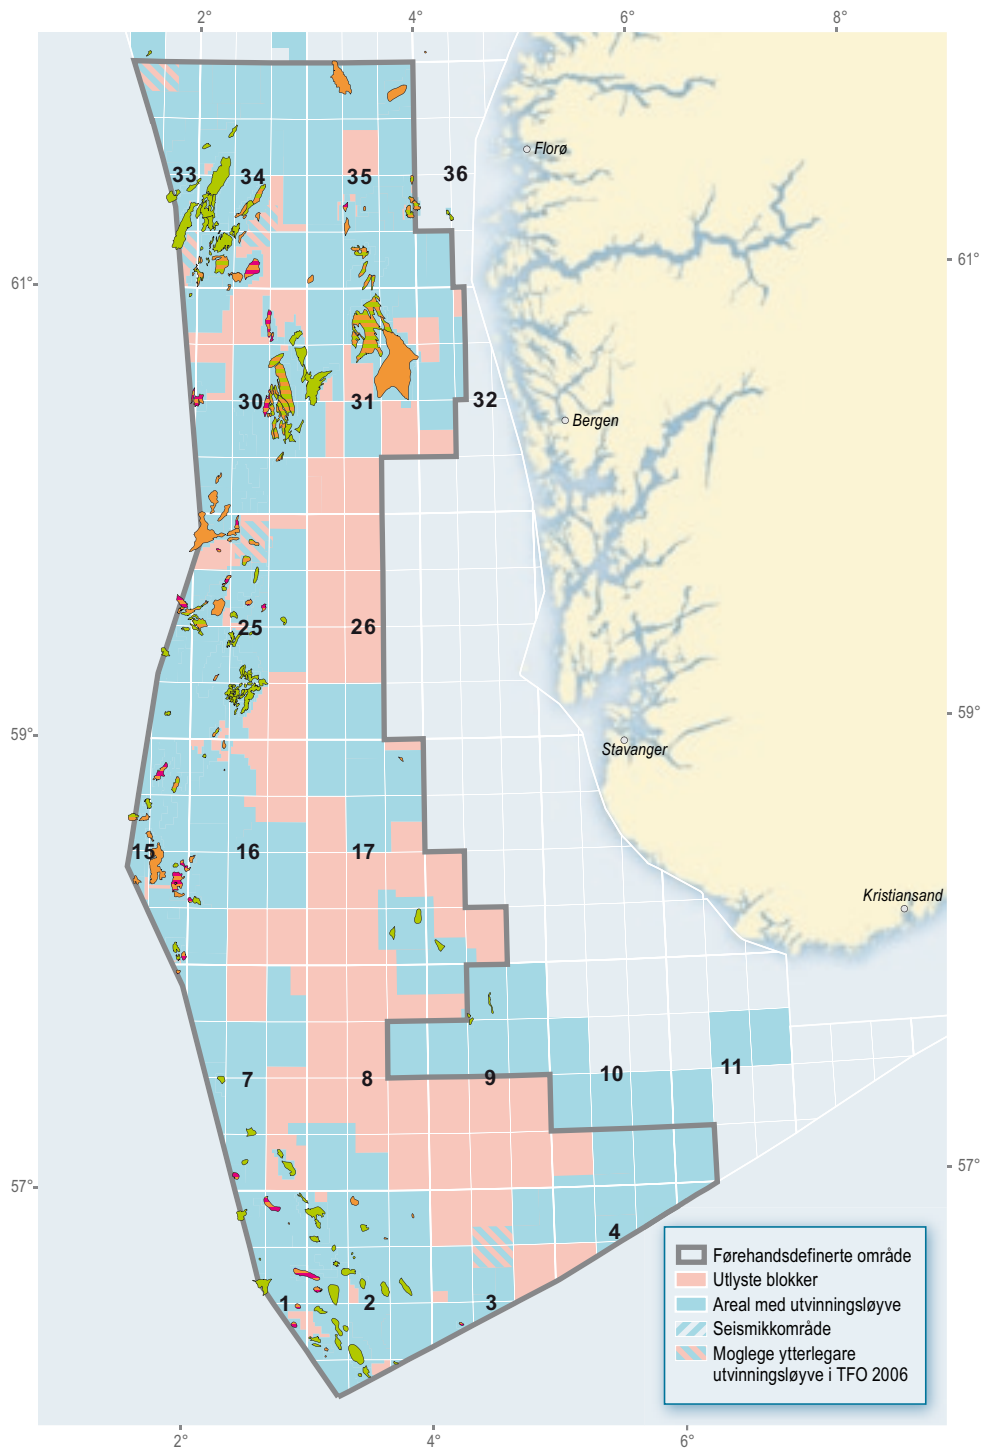 2° 4° 6° 8°
Florø
33 34 35 36
61° 61°
30 31 32
Bergen
25 26
59° 59°
Stavanger
15 16 17
Kristiansand
7 8 9 10 11
57° 57°
4
1 2 3
Førehandsdefinerte område
Utlyste blokker
Areal med utvinningsløyve
Seismikkområde
Moglege ytterlegare
utvinningsløyve i TFO 2006
2° 4° 6°